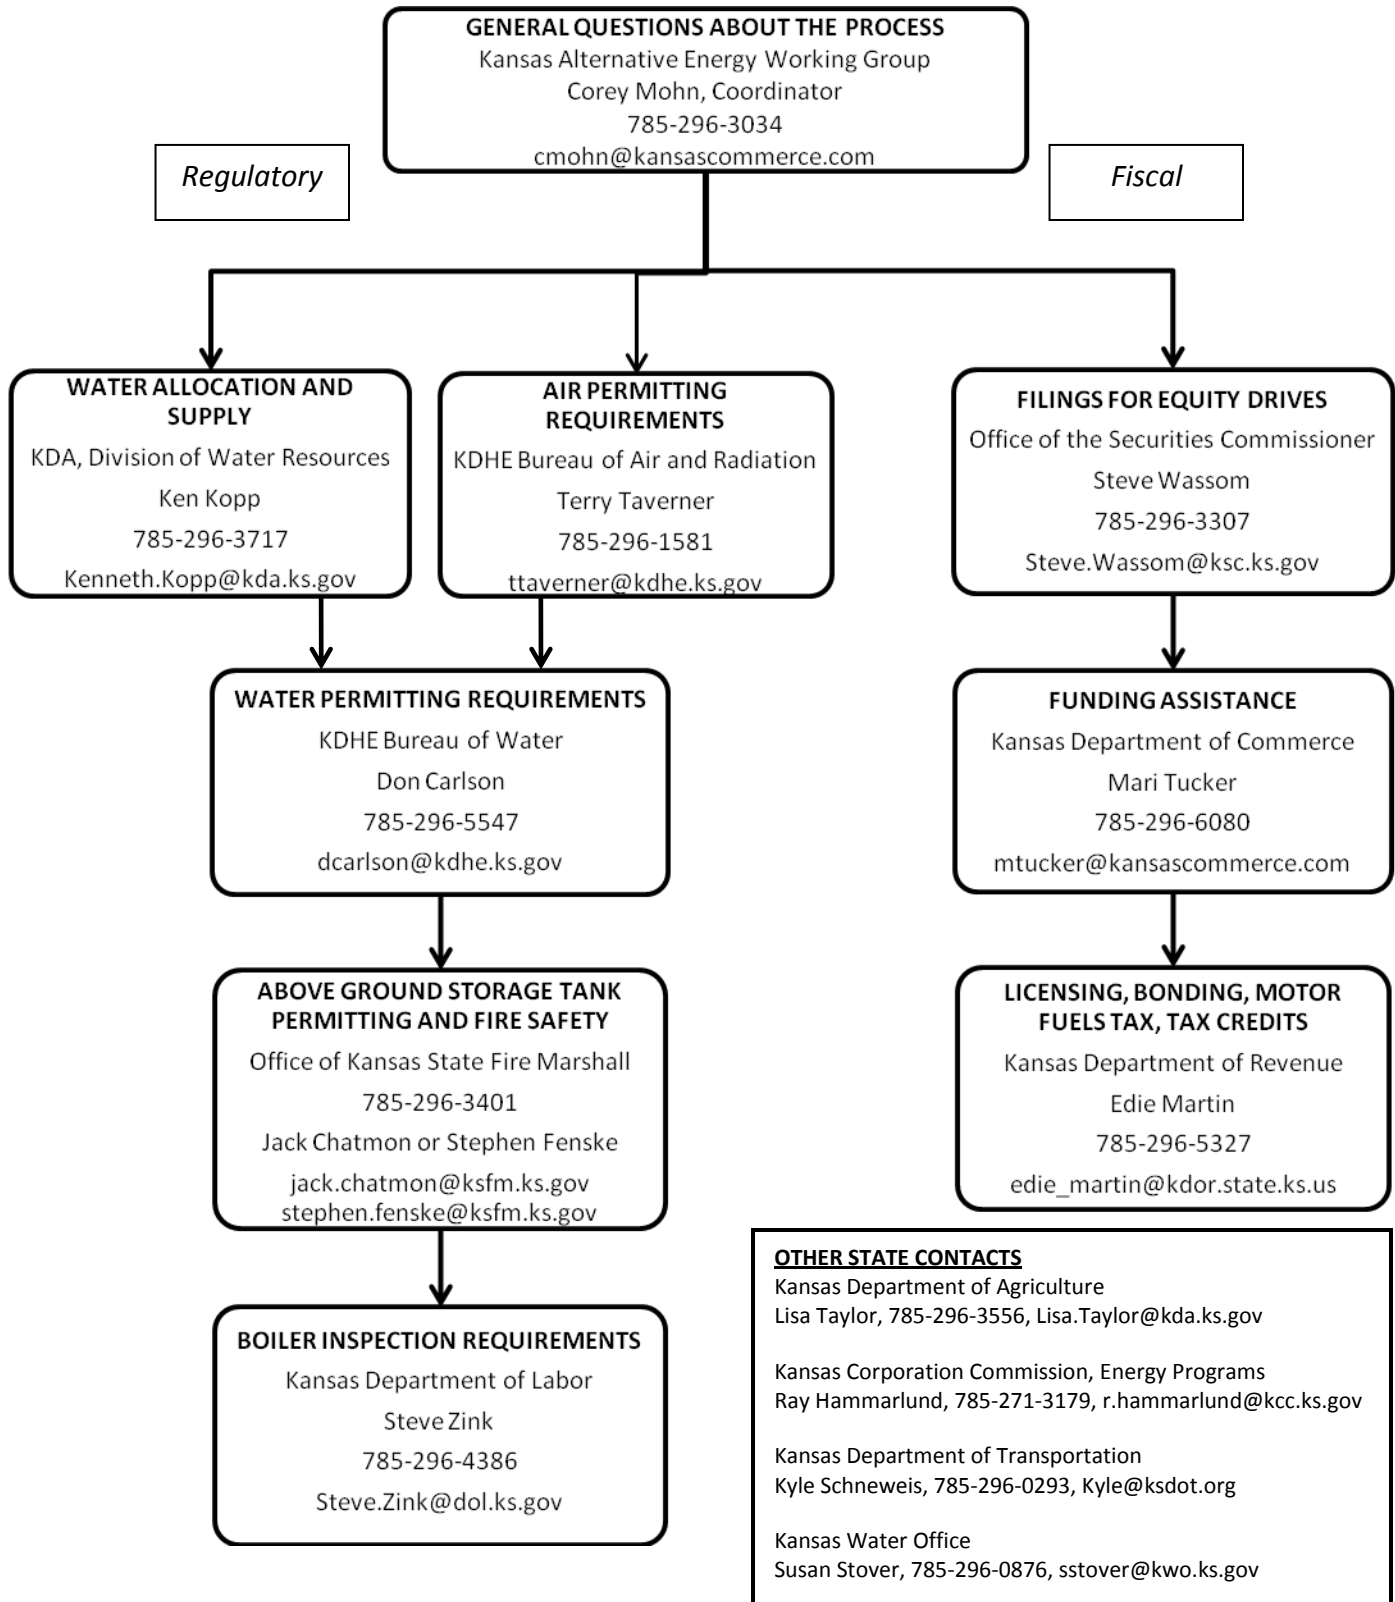 GENERAL QUESTIONS ABOUT THE PROCESS
Kansas Alternative Energy Working Group
Corey Mohn, Coordinator
785-296-3034
cmohn@kansascommerce.com
Regulatory
Fiscal
WATER ALLOCATION AND
SUPPLY
KDA, Division of Water Resources
Ken Kopp
785-296-3717
Kenneth.Kopp@kda.ks.gov
AIR PERMITTING
REQUIREMENTS
KDHE Bureau of Air and Radiation
Terry Taverner
785-296-1581
ttaverner@kdhe.ks.gov
FILINGS FOR EQUITY DRIVES
Office of the Securities Commissioner
Steve Wassom
785-296-3307
Steve.Wassom@ksc.ks.gov
WATER PERMITTING REQUIREMENTS
KDHE Bureau of Water
Don Carlson
785-296-5547
dcarlson@kdhe.ks.gov
FUNDING ASSISTANCE
Kansas Department of Commerce
Mari Tucker
785-296-6080
mtucker@kansascommerce.com
ABOVE GROUND STORAGE TANK
PERMITTING AND FIRE SAFETY
Office of Kansas State Fire Marshall
785-296-3401
Jack Chatmon or Stephen Fenske
jack.chatmon@ksfm.ks.gov
stephen.fenske@ksfm.ks.gov
LICENSING, BONDING, MOTOR
FUELS TAX, TAX CREDITS
Kansas Department of Revenue
Edie Martin
785-296-5327
edie_martin@kdor.state.ks.us
BOILER INSPECTION REQUIREMENTS
Kansas Department of Labor
Steve Zink
785-296-4386
Steve.Zink@dol.ks.gov
OTHER STATE CONTACTS
Kansas Department of Agriculture
Lisa Taylor, 785-296-3556, Lisa.Taylor@kda.ks.gov
Kansas Corporation Commission, Energy Programs
Ray Hammarlund, 785-271-3179, r.hammarlund@kcc.ks.gov
Kansas Department of Transportation
Kyle Schneweis, 785-296-0293, Kyle@ksdot.org
Kansas Water Office
Susan Stover, 785-296-0876, sstover@kwo.ks.gov